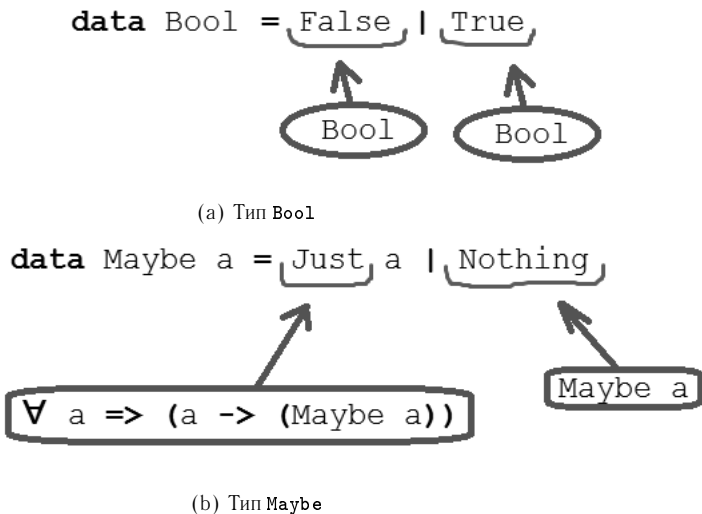 data Bool = False | True
Bool Bool
(a) Тип Bool
data Maybe a = Just a | Nothing
Maybe a
∀ a => (a -> (Maybe a))
(b) Тип Maybe